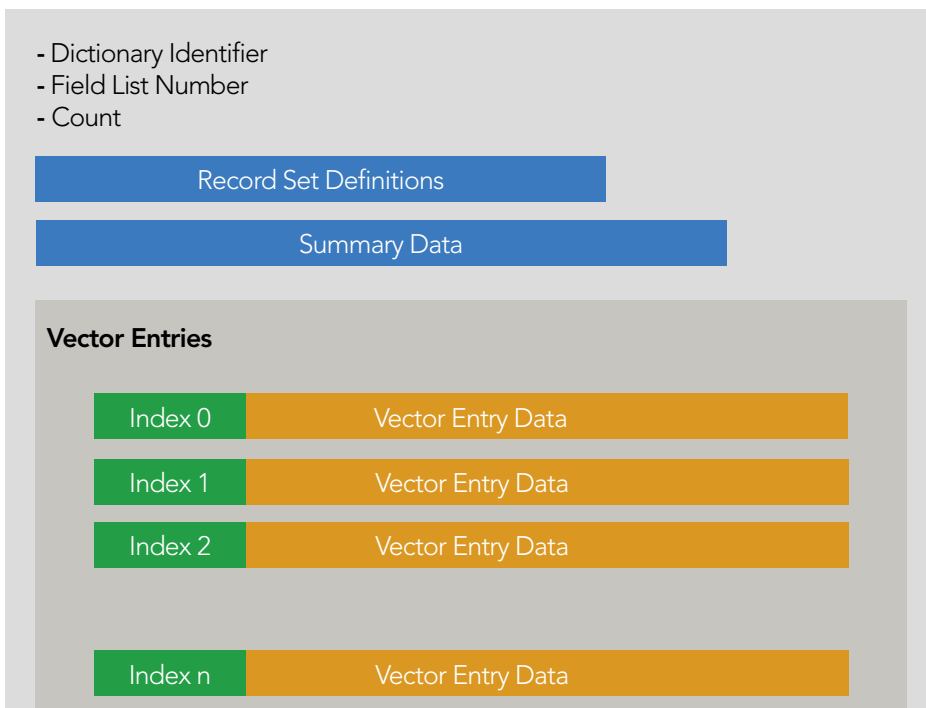 - Dictionary Identifier
- Field List Number
- Count
Record Set Definitions
Summary Data
Vector Entries
Index 0 Vector Entry Data
Index 1 Vector Entry Data
Index 2 Vector Entry Data
Index n Vector Entry Data